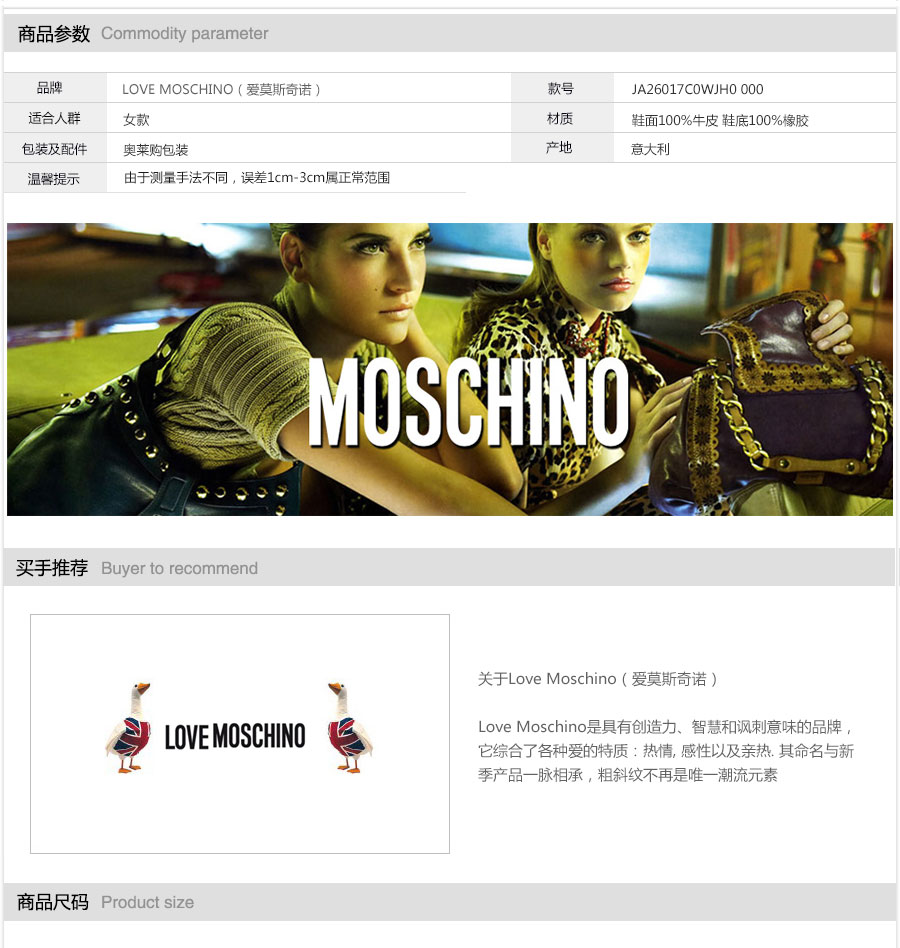 商品参数 Commodity parameter
品牌 LOVE MOSCHINO（爱莫斯奇诺） 款号 JA26017C0WJH0 000
适合人群 女款 材质 鞋面100%牛皮 鞋底100%橡胶
包装及配件 奥莱购包装 产地 意大利
温馨提示 由于测量手法不同，误差1cm-3cm属正常范围
MOSCHINO
买手推荐 Buyer to recommend
LOVE MOSCHINO
关于Love Moschino（爱莫斯奇诺）
Love Moschino是具有创造力、智慧和讽刺意味的品牌，
它综合了各种爱的特质：热情, 感性以及亲热. 其命名与新
季产品一脉相承，粗斜纹不再是唯一潮流元素
商品尺码 Product size